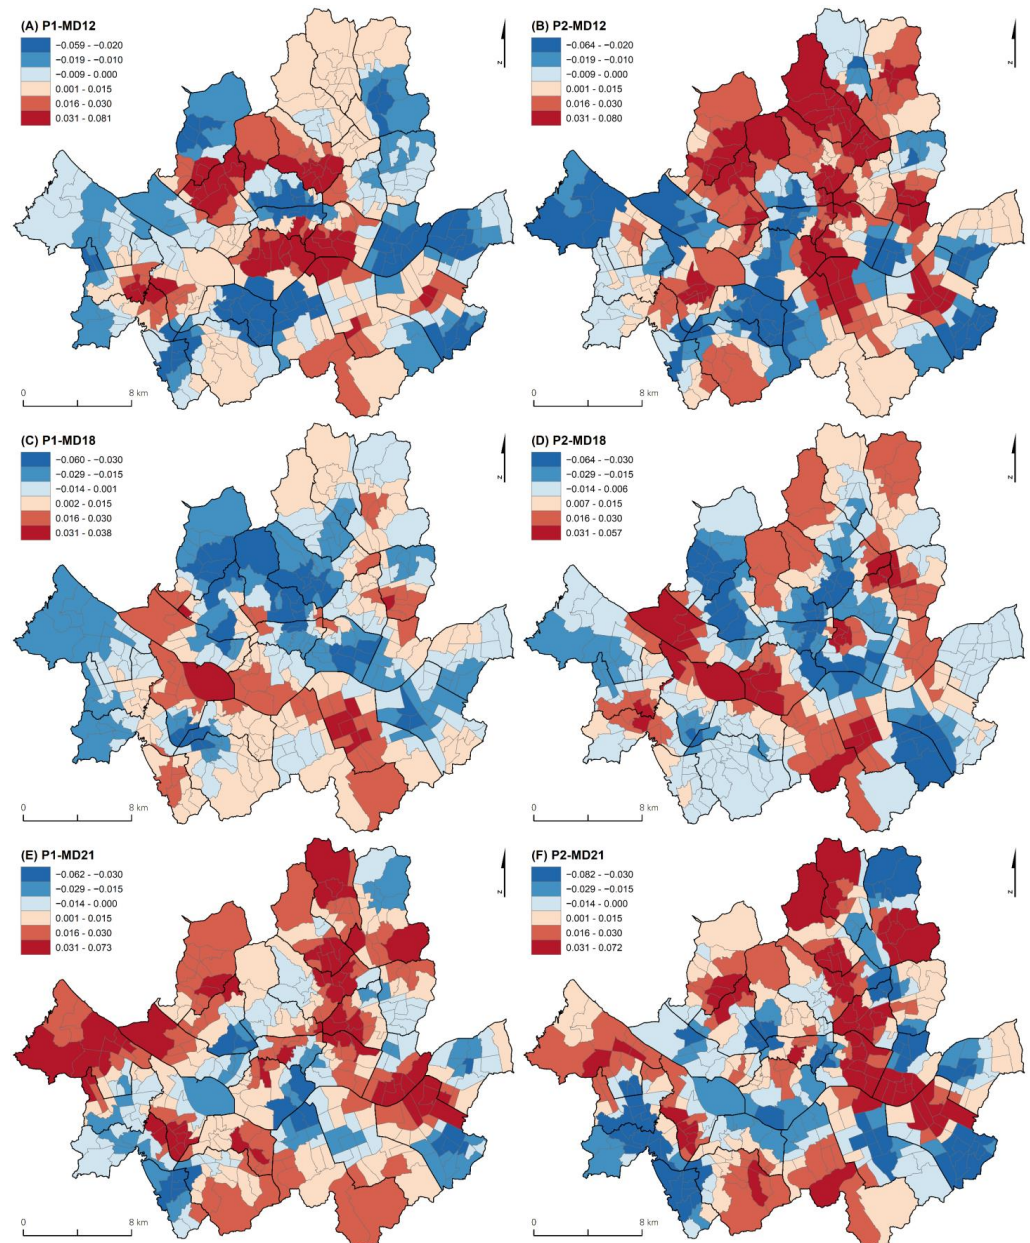 (A) P1-MD12
−0.059 - −0.020
−0.019 - −0.010
−0.009 - 0.000
0.001 - 0.015
0.016 - 0.030
0.031 - 0.081
z
0 8 km
(B) P2-MD12
−0.064 - −0.020
−0.019 - −0.010
−0.009 - 0.000
0.001 - 0.015
0.016 - 0.030
0.031 - 0.080
z
0 8 km
(C) P1-MD18
−0.060 - −0.030
−0.029 - −0.015
−0.014 - 0.001
0.002 - 0.015
0.016 - 0.030
0.031 - 0.038
z
0 8 km
(D) P2-MD18
−0.064 - −0.030
−0.029 - −0.015
−0.014 - 0.006
0.007 - 0.015
0.016 - 0.030
0.031 - 0.057
z
0 8 km
(E) P1-MD21
−0.062 - −0.030
−0.029 - −0.015
−0.014 - 0.000
0.001 - 0.015
0.016 - 0.030
0.031 - 0.073
z
0 8 km
(F) P2-MD21
−0.082 - −0.030
−0.029 - −0.015
−0.014 - 0.000
0.001 - 0.015
0.016 - 0.030
0.031 - 0.072
z
0 8 km